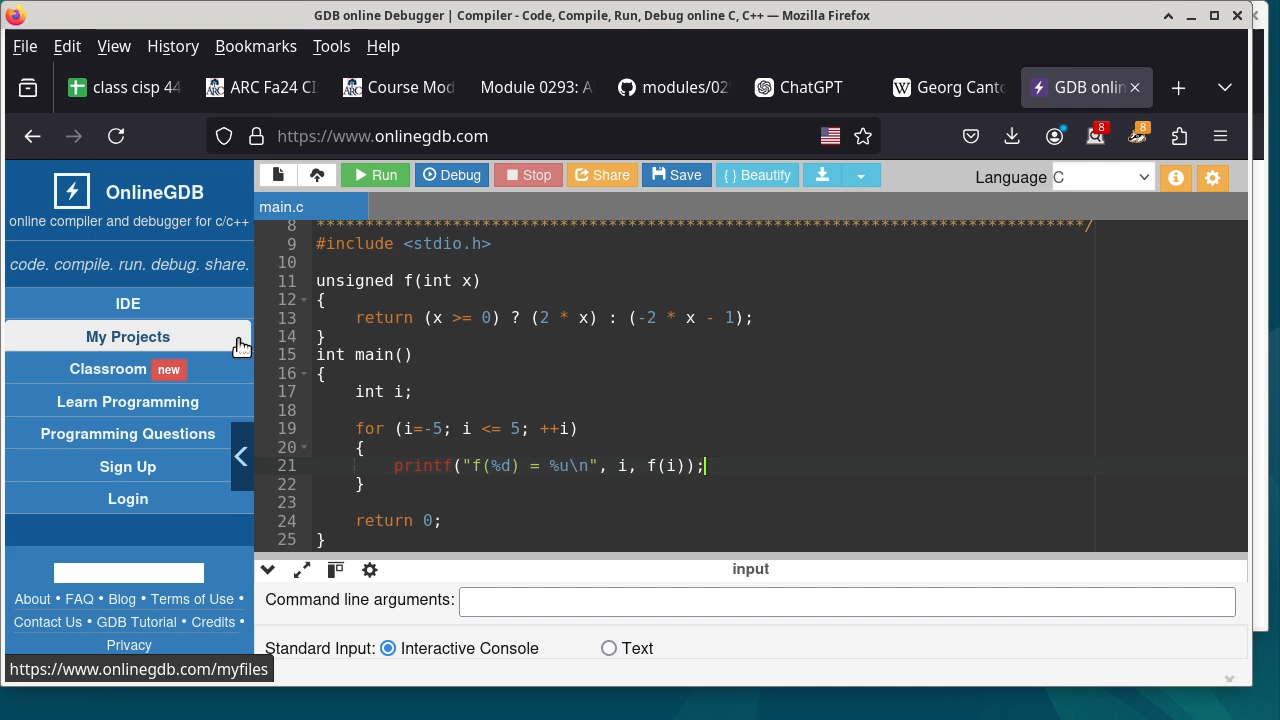 GDB online Debugger | Compiler - Code, Compile, Run, Debug online C, C++ — Mozilla Firefox
File Edit View History Bookmarks Tools Help
class cisp 44 ARC Fa24 CI Course Mod Module 0293: A modules/02 ChatGPT Georg Canto GDB onlin
https://www.onlinegdb.com 8 8
OnlineGDB
online compiler and debugger for c/c++
code. compile. run. debug. share.
IDE
My Projects
Classroom new
Learn Programming
Programming Questions
Sign Up
Login
About • FAQ • Blog • Terms of Use •
Contact Us • GDB Tutorial • Credits •
Privacy
https://www.onlinegdb.com/myfiles
Run Debug Stop Share Save { } Beautify Language C
main.c
8 *******************************************************************************/
9 #include <stdio.h>
10
11 unsigned f(int x)
12 {
13     return (x >= 0) ? (2 * x) : (-2 * x - 1);
14 }
15 int main()
16 {
17     int i;
18
19     for (i=-5; i <= 5; ++i)
20     {
21         printf("f(%d) = %u\n", i, f(i));
22     }
23
24     return 0;
25 }
input
Command line arguments:
Standard Input: Interactive Console Text